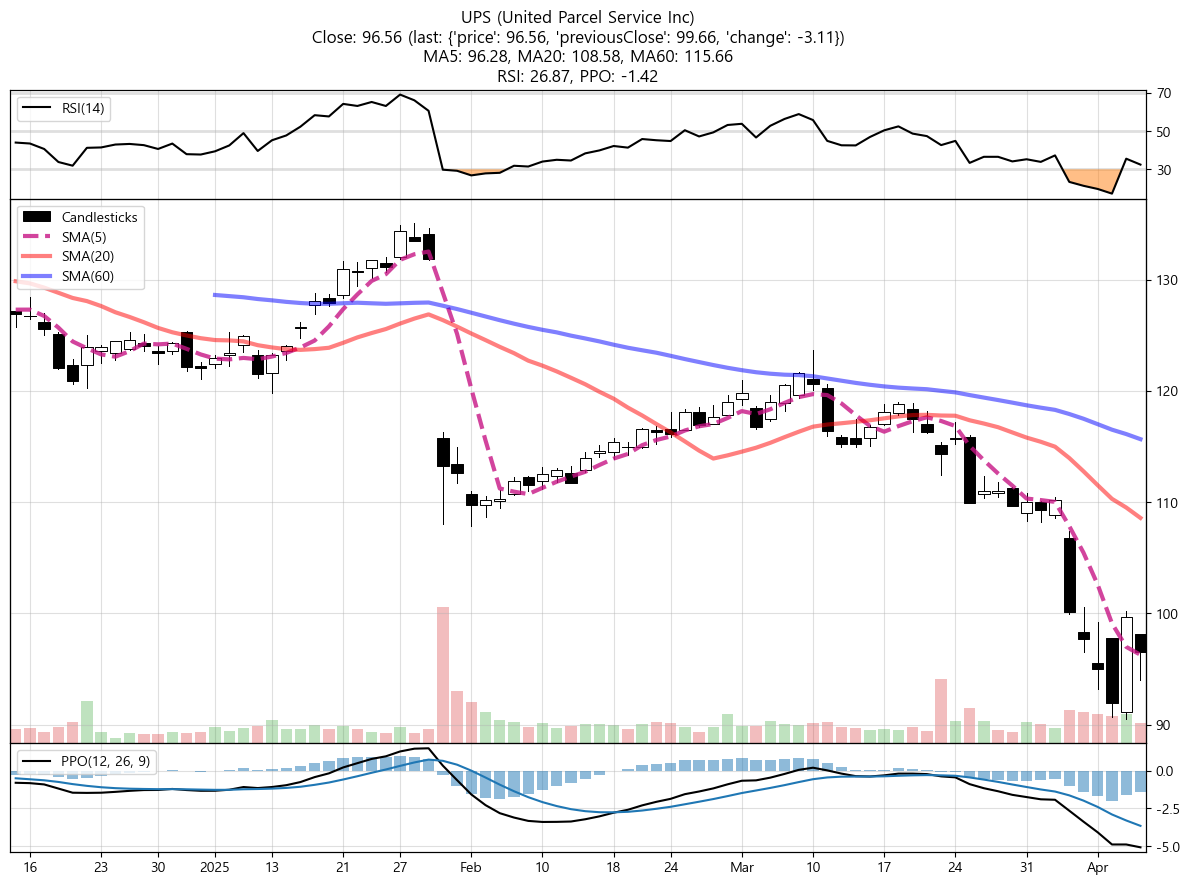 UPS (United Parcel Service Inc)
Close: 96.56 (last: {'price': 96.56, 'previousClose': 99.66, 'change': -3.11})
MA5: 96.28, MA20: 108.58, MA60: 115.66
RSI: 26.87, PPO: -1.42
RSI(14)
70
50
30
Candlesticks
SMA(5)
SMA(20)
SMA(60)
130
120
110
100
90
PPO(12, 26, 9)
0.0
-2.5
-5.0
16 23 30 2025 13 21 27 Feb 10 18 24 Mar 10 17 24 31 Apr